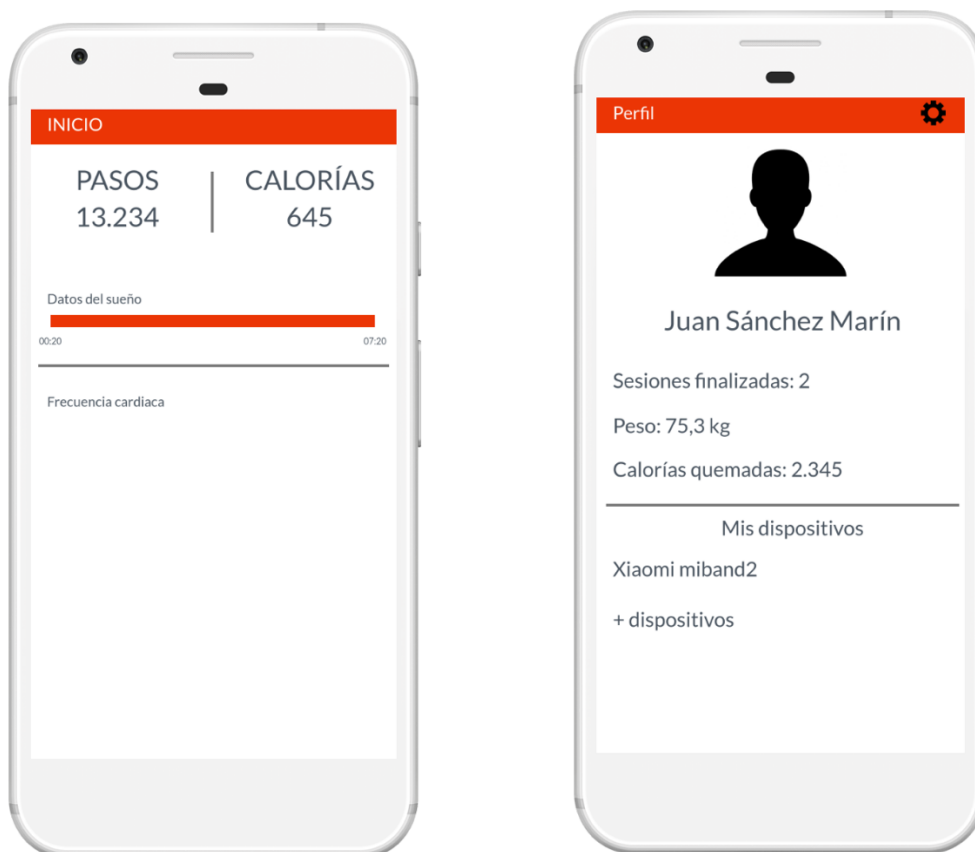 INICIO
PASOS
13.234
CALORÍAS
645
Datos del sueño
00:20
07:20
Frecuencia cardiaca
Perfil
Juan Sánchez Marín
Sesiones finalizadas: 2
Peso: 75,3 kg
Calorías quemadas: 2.345
Mis dispositivos
Xiaomi miband2
+ dispositivos